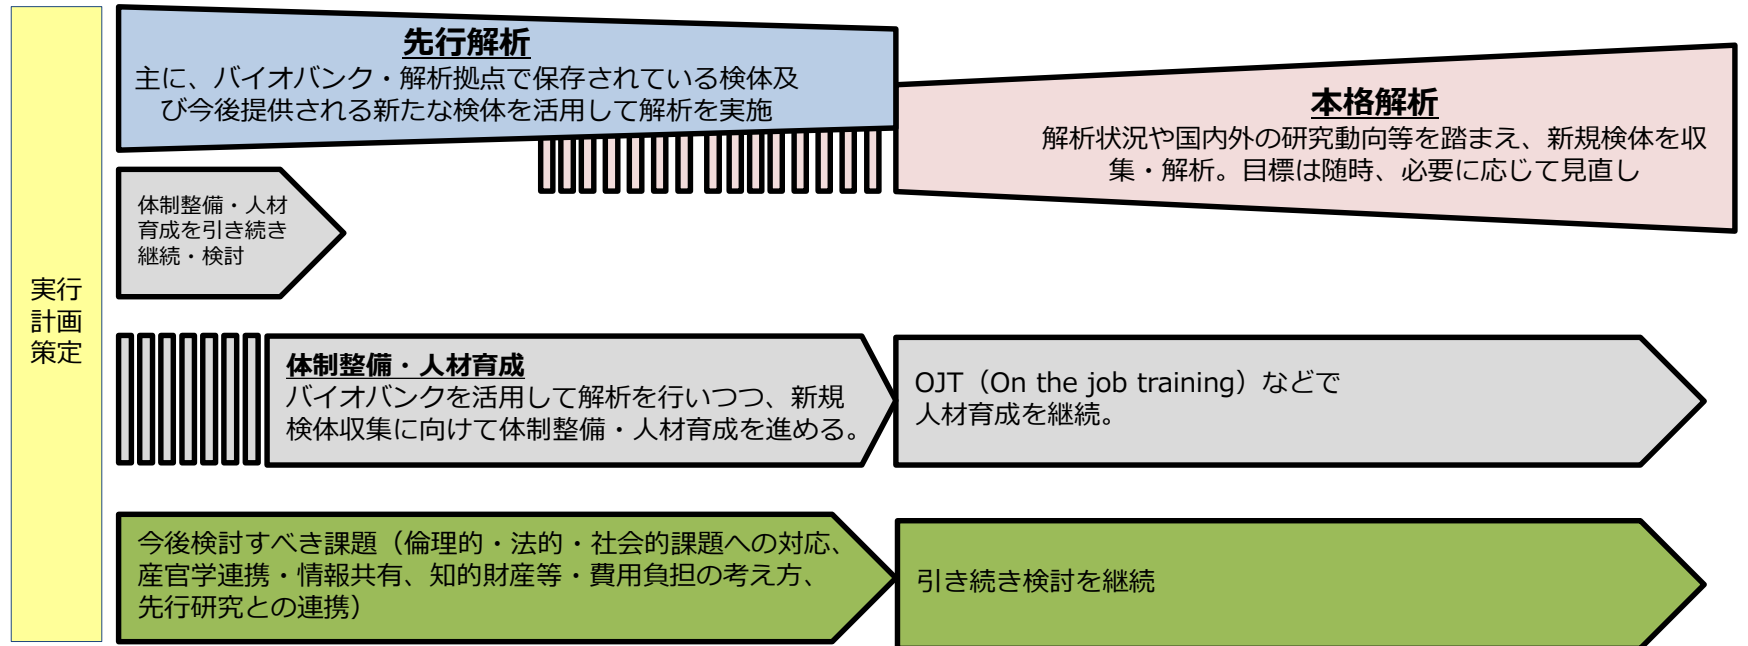 実行
計画
策定
先行解析
主に、バイオバンク・解析拠点で保存されている検体及
び今後提供される新たな検体を活用して解析を実施
本格解析
解析状況や国内外の研究動向等を踏まえ、新規検体を収
集・解析。目標は随時、必要に応じて見直し
体制整備・人材
育成を引き続き
継続・検討
体制整備・人材育成
バイオバンクを活用して解析を行いつつ、新規
検体収集に向けて体制整備・人材育成を進める。
OJT（On the job training）などで
人材育成を継続。
今後検討すべき課題（倫理的・法的・社会的課題への対応、
産官学連携・情報共有、知的財産等・費用負担の考え方、
先行研究との連携）
引き続き検討を継続